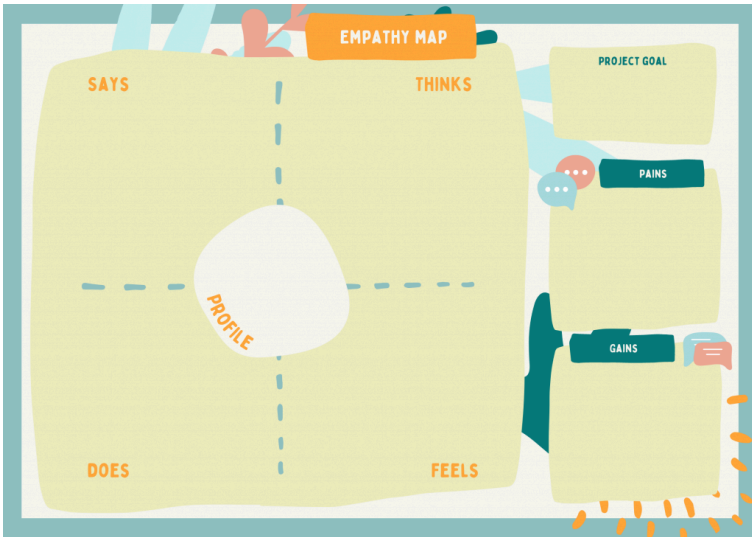 EMPATHY MAP
SAYS
THINKS
PROFILE
DOES
FEELS
PROJECT GOAL
PAINS
GAINS